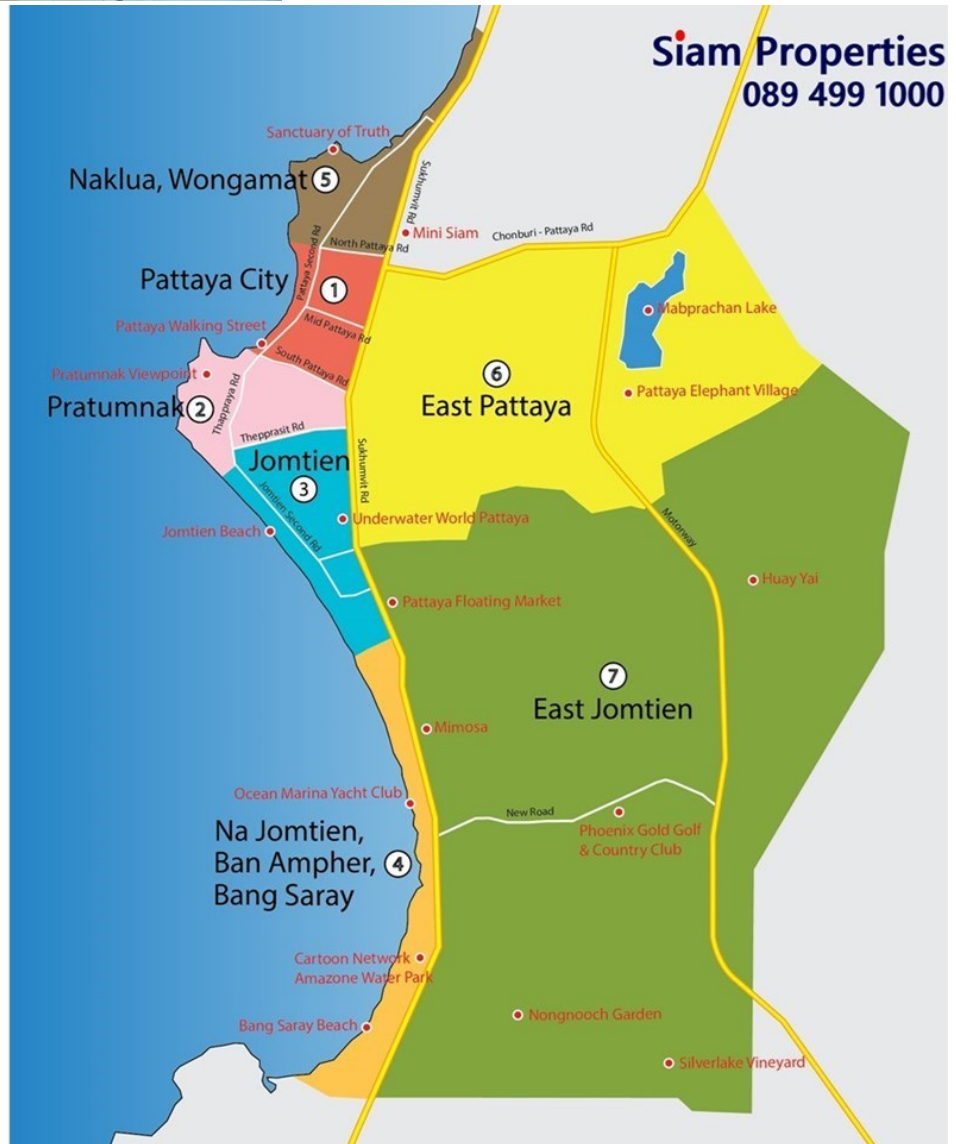 Siam Properties
089 499 1000
Sanctuary of Truth
Naklua, Wongamat 5
Sukhumvit Rd
Mini Siam
Chonburi - Pattaya Rd
North Pattaya Rd
Pattaya Second Rd
Pattaya City
1
Mabprachan Lake
Mid Pattaya Rd
Pattaya Walking Street
South Pattaya Rd
Pratumnak Viewpoint
6
East Pattaya
Pattaya Elephant Village
Pratumnak 2
Thappraya Rd
Thepprasit Rd
Jomtien
3
Sukhumvit Rd
Jomtien Second Rd
Underwater World Pattaya
Jomtien Beach
Motorway
Huay Yai
Pattaya Floating Market
7
East Jomtien
Mimosa
Ocean Marina Yacht Club
New Road
Phoenix Gold Golf
& Country Club
Na Jomtien,
Ban Ampher, 4
Bang Saray
Cartoon Network
Amazone Water Park
Nongnooch Garden
Bang Saray Beach
Silverlake Vineyard